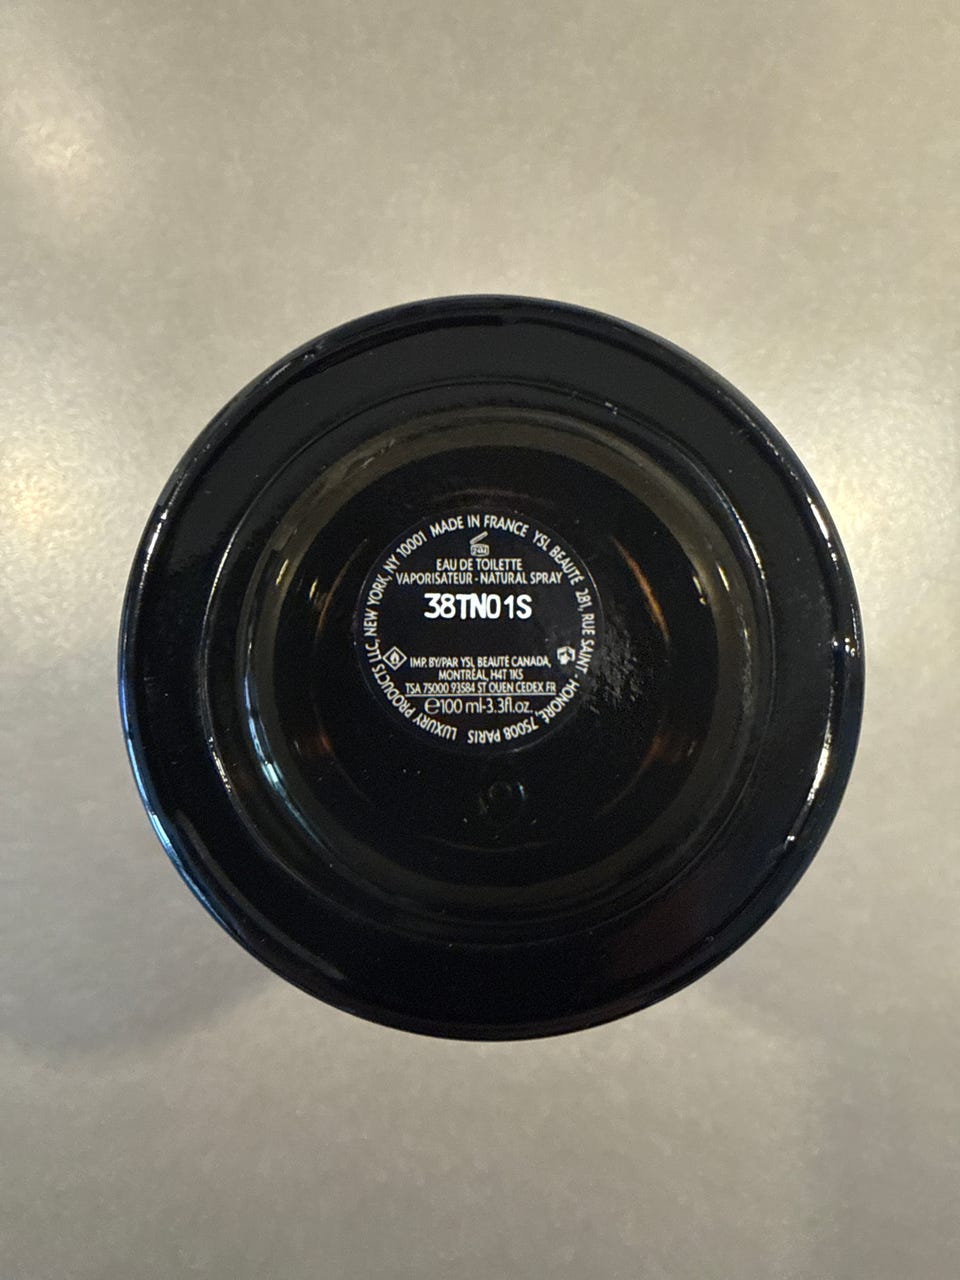 MADE IN FRANCE YSL BEAUTÉ 281, RUE SAINT - HONORÉ, 75008 PARIS LUXURY PRODUCTS LLC, NEW YORK, NY 10001
24M
EAU DE TOILETTE
VAPORISATEUR - NATURAL SPRAY
38TN01S
IMP. BY/PAR YSL BEAUTÉ CANADA,
MONTRÉAL, H4T 1K5
TSA 75000 93584 ST OUEN CEDEX FR
℮100 ml-3.3fl.oz.